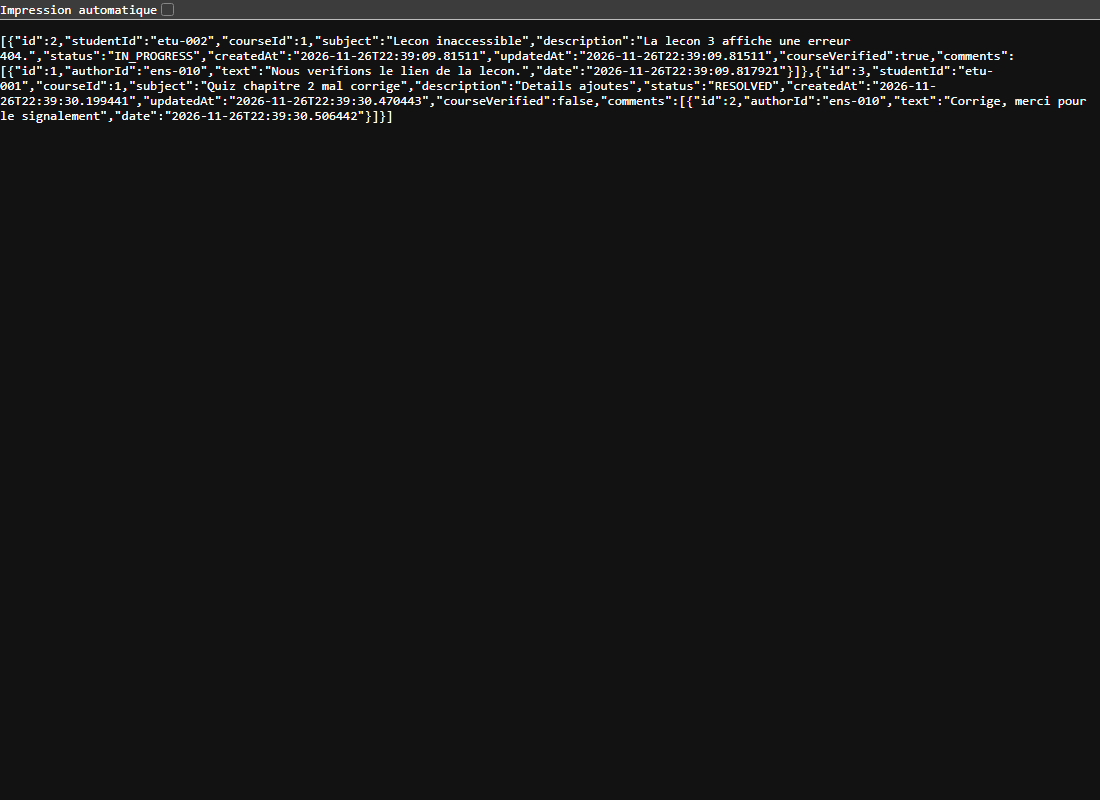 Impression automatique
[{"id":2,"studentId":"etu-002","courseId":1,"subject":"Lecon inaccessible","description":"La lecon 3 affiche une erreur
404.","status":"IN_PROGRESS","createdAt":"2026-11-26T22:39:09.81511","updatedAt":"2026-11-26T22:39:09.81511","courseVerified":true,"comments":
[{"id":1,"authorId":"ens-010","text":"Nous verifions le lien de la lecon.","date":"2026-11-26T22:39:09.817921"}]},{"id":3,"studentId":"etu-
001","courseId":1,"subject":"Quiz chapitre 2 mal corrige","description":"Details ajoutes","status":"RESOLVED","createdAt":"2026-11-
26T22:39:30.199441","updatedAt":"2026-11-26T22:39:30.470443","courseVerified":false,"comments":[{"id":2,"authorId":"ens-010","text":"Corrige, merci pour
le signalement","date":"2026-11-26T22:39:30.506442"}]}]